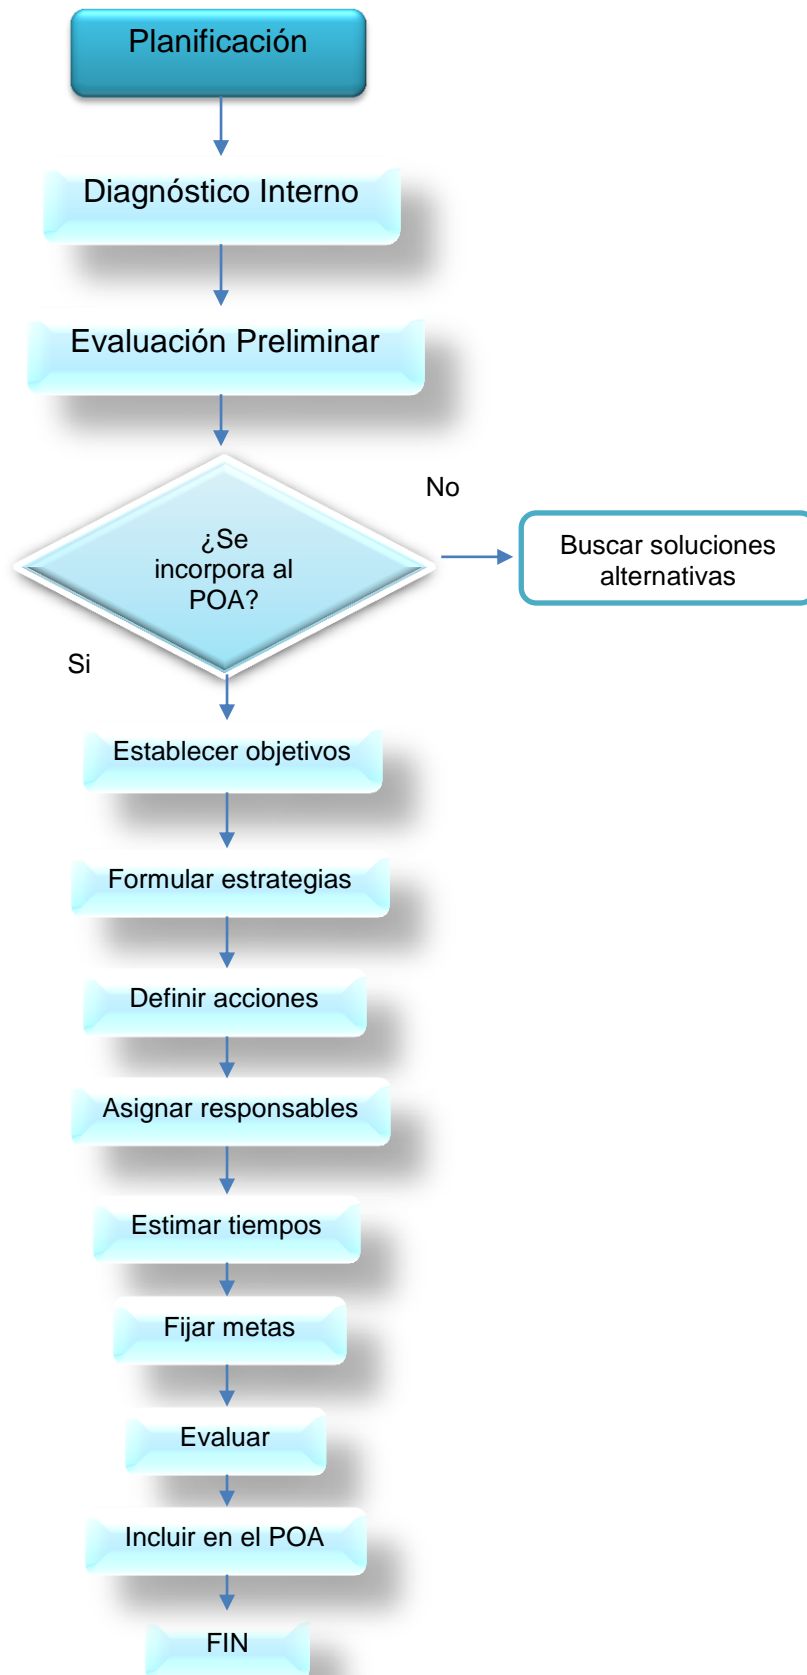 Planificación
Diagnóstico Interno
Evaluación Preliminar
No
¿Se
incorpora al
POA?
Buscar soluciones
alternativas
Si
Establecer objetivos
Formular estrategias
Definir acciones
Asignar responsables
Estimar tiempos
Fijar metas
Evaluar
Incluir en el POA
FIN